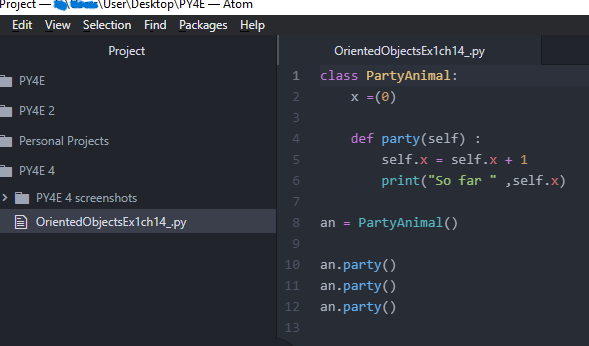 Project — \User\Desktop\PY4E — Atom
Edit View Selection Find Packages Help
Project
PY4E
PY4E 2
Personal Projects
PY4E 4
PY4E 4 screenshots
OrientedObjectsEx1ch14_.py
OrientedObjectsEx1ch14_.py
1 class PartyAnimal:
2 x =(0)
3
4 def party(self) :
5 self.x = self.x + 1
6 print("So far " ,self.x)
7
8 an = PartyAnimal()
9
10 an.party()
11 an.party()
12 an.party()
13